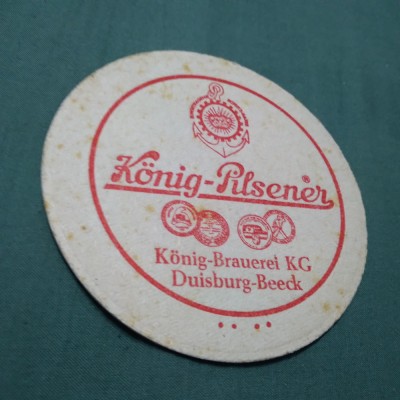 König-Pilsener
König-Brauerei KG
Duisburg-Beeck